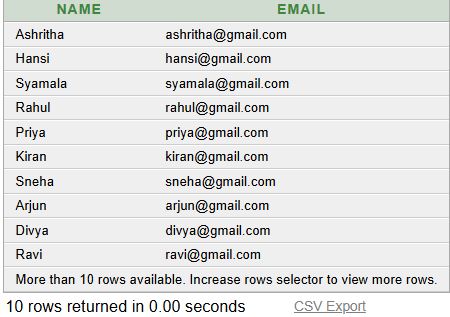 NAME EMAIL
Ashritha ashritha@gmail.com
Hansi hansi@gmail.com
Syamala syamala@gmail.com
Rahul rahul@gmail.com
Priya priya@gmail.com
Kiran kiran@gmail.com
Sneha sneha@gmail.com
Arjun arjun@gmail.com
Divya divya@gmail.com
Ravi ravi@gmail.com
More than 10 rows available. Increase rows selector to view more rows.
10 rows returned in 0.00 seconds CSV Export